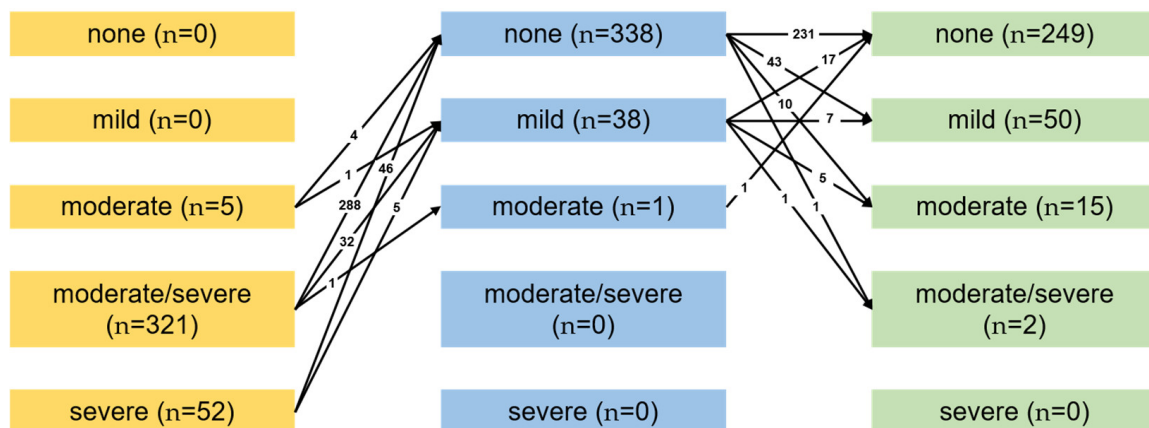 none (n=0)
none (n=338)
none (n=249)
231
17
43
mild (n=0)
mild (n=38)
mild (n=50)
10
7
4
1
46
moderate (n=5)
moderate (n=1)
moderate (n=15)
288
5
1
5
1
1
32
1
moderate/severe
(n=321)
moderate/severe
(n=0)
moderate/severe
(n=2)
severe (n=52)
severe (n=0)
severe (n=0)